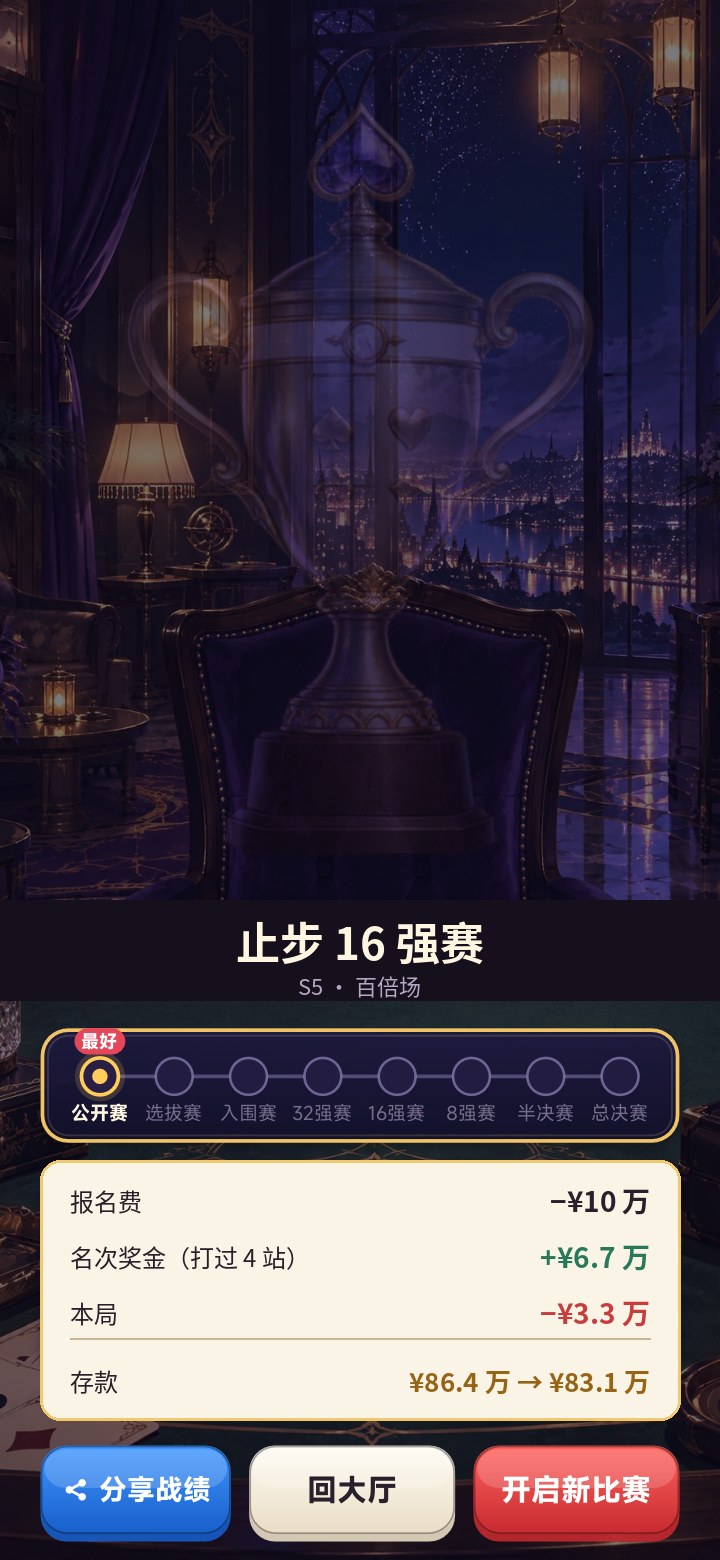 止步 16 强赛
S5 · 百倍场
最好
公开赛 选拔赛 入围赛 32强赛 16强赛 8强赛 半决赛 总决赛
报名费 −¥10 万
名次奖金（打过 4 站） +¥6.7 万
本局 −¥3.3 万
存款 ¥86.4 万 → ¥83.1 万
分享战绩 回大厅 开启新比赛